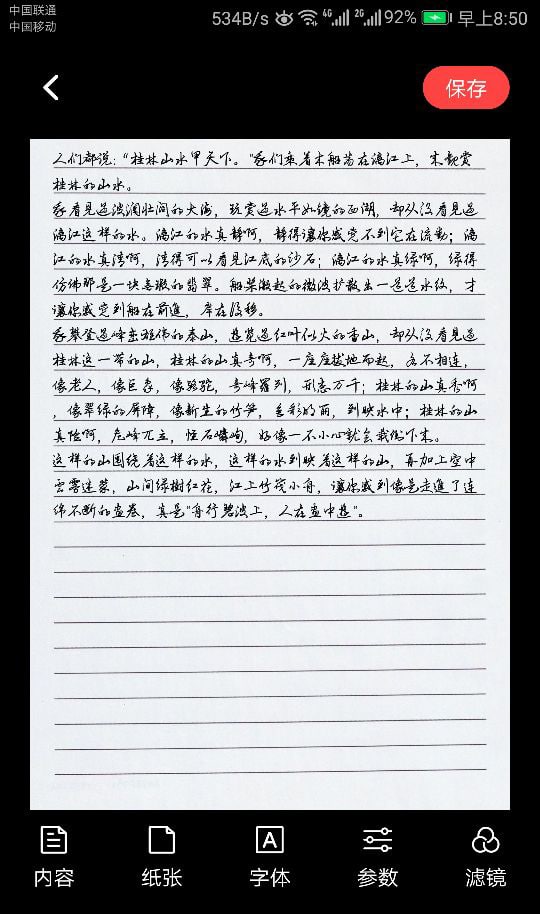 中国联通
中国移动
534B/s 4G 2G 92% 早上8:50
保存
人们都说："桂林山水甲天下。"我们乘着木船荡在漓江上，来观赏
桂林的山水。
我看见过波澜壮阔的大海，玩赏过水平如镜的西湖，却从没看见过
漓江这样的水。漓江的水真静啊，静得让你感觉不到它在流动；漓
江的水真清啊，清得可以看见江底的沙石；漓江的水真绿啊，绿得
仿佛那是一块无瑕的翡翠。船桨激起的微波扩散出一道道水纹，才
让你感觉到船在前進，岸在后移。
我攀登过峰峦雄伟的泰山，遊览过红叶似火的香山，却从没看见过
桂林这一带的山，桂林的山真奇啊，一座座拔地而起，各不相连，
像老人，像巨象，像骆驼，奇峰羅列，形态万千；桂林的山真秀啊
，像翠绿的屏障，像新生的竹笋，色彩明丽，倒映水中；桂林的山
真险啊，危峰兀立，怪石嶙峋，好像一不小心就会栽倒下来。
这样的山围绕着这样的水，这样的水倒映着这样的山，再加上空中
云雾迷蒙，山间绿樹红花，江上竹筏小舟，讓你感到像是走進了连
绵不断的画卷，真是"舟行碧波上，人在画中遊"。
内容 纸张 字体 参数 滤镜